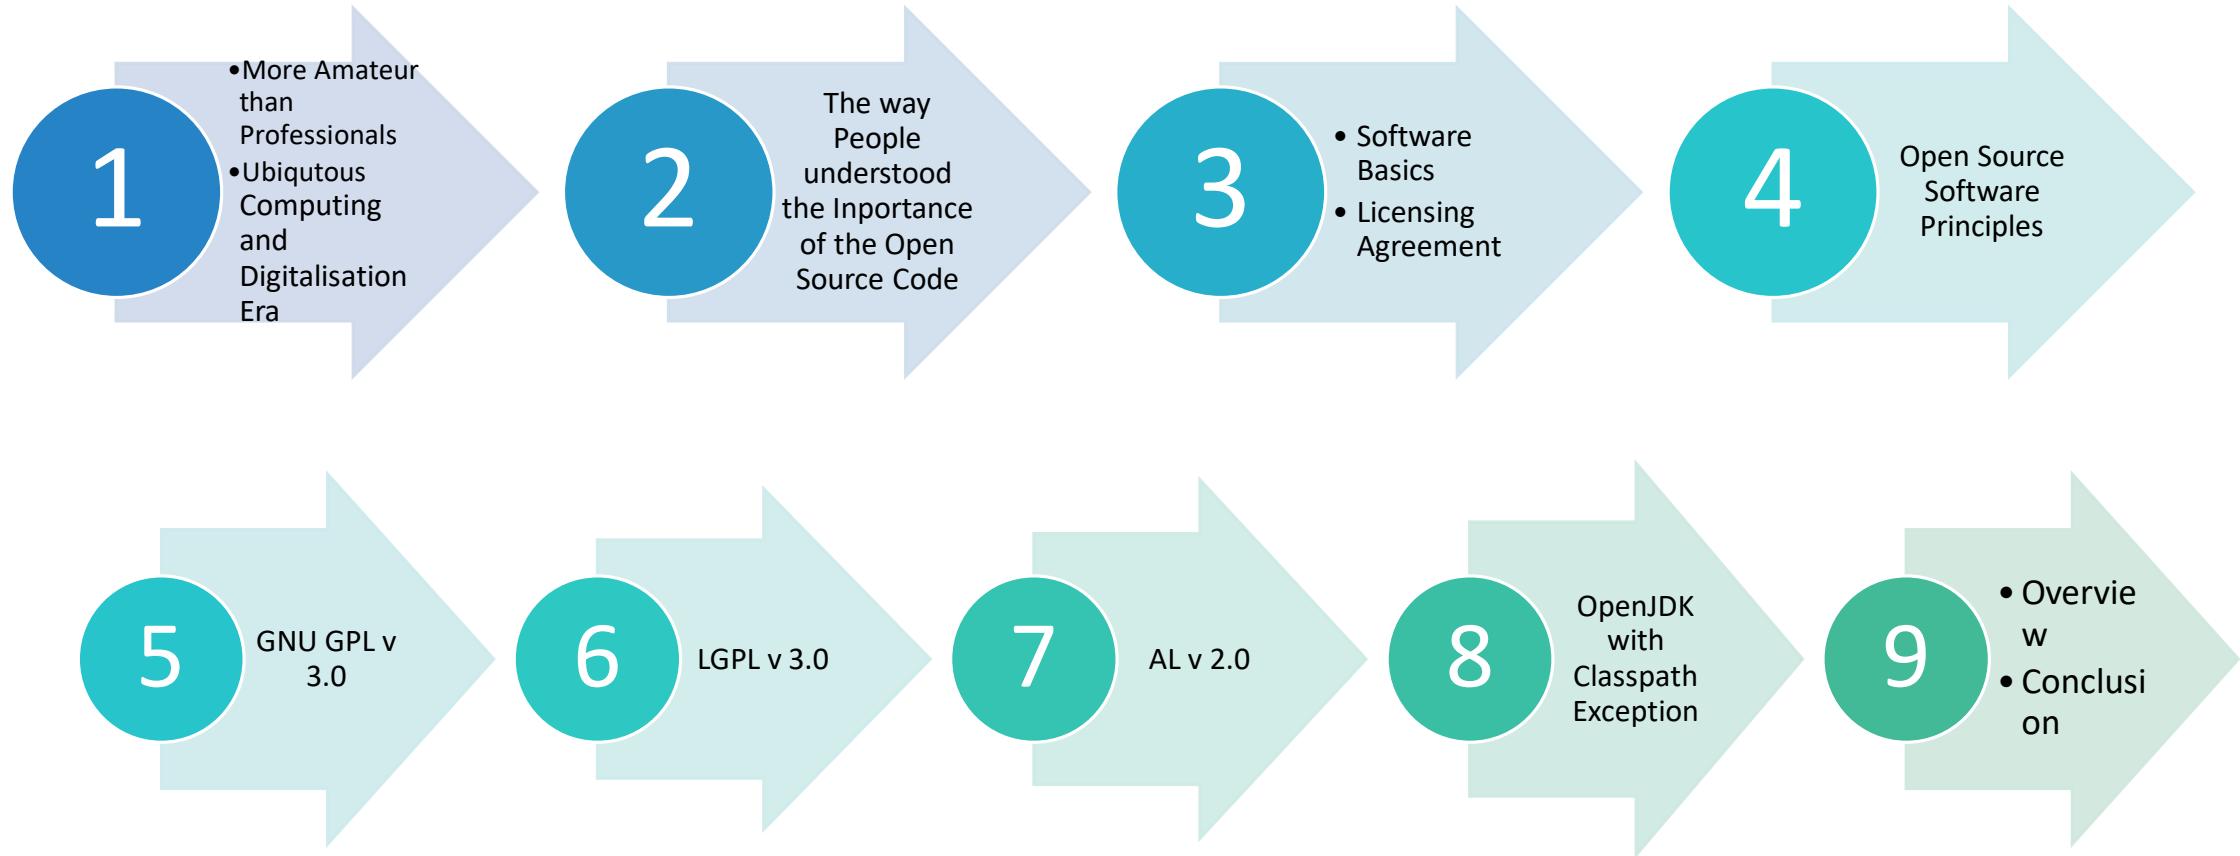 1
•More Amateur
than
Professionals
•Ubiqutous
Computing
and
Digitalisation
Era
2
The way
People
understood
the Inportance
of the Open
Source Code
3
• Software
Basics
• Licensing
Agreement
4
Open Source
Software
Principles
5
GNU GPL v
3.0
6
LGPL v 3.0
7
AL v 2.0
8
OpenJDK
with
Classpath
Exception
9
• Overvie
w
• Conclusi
on